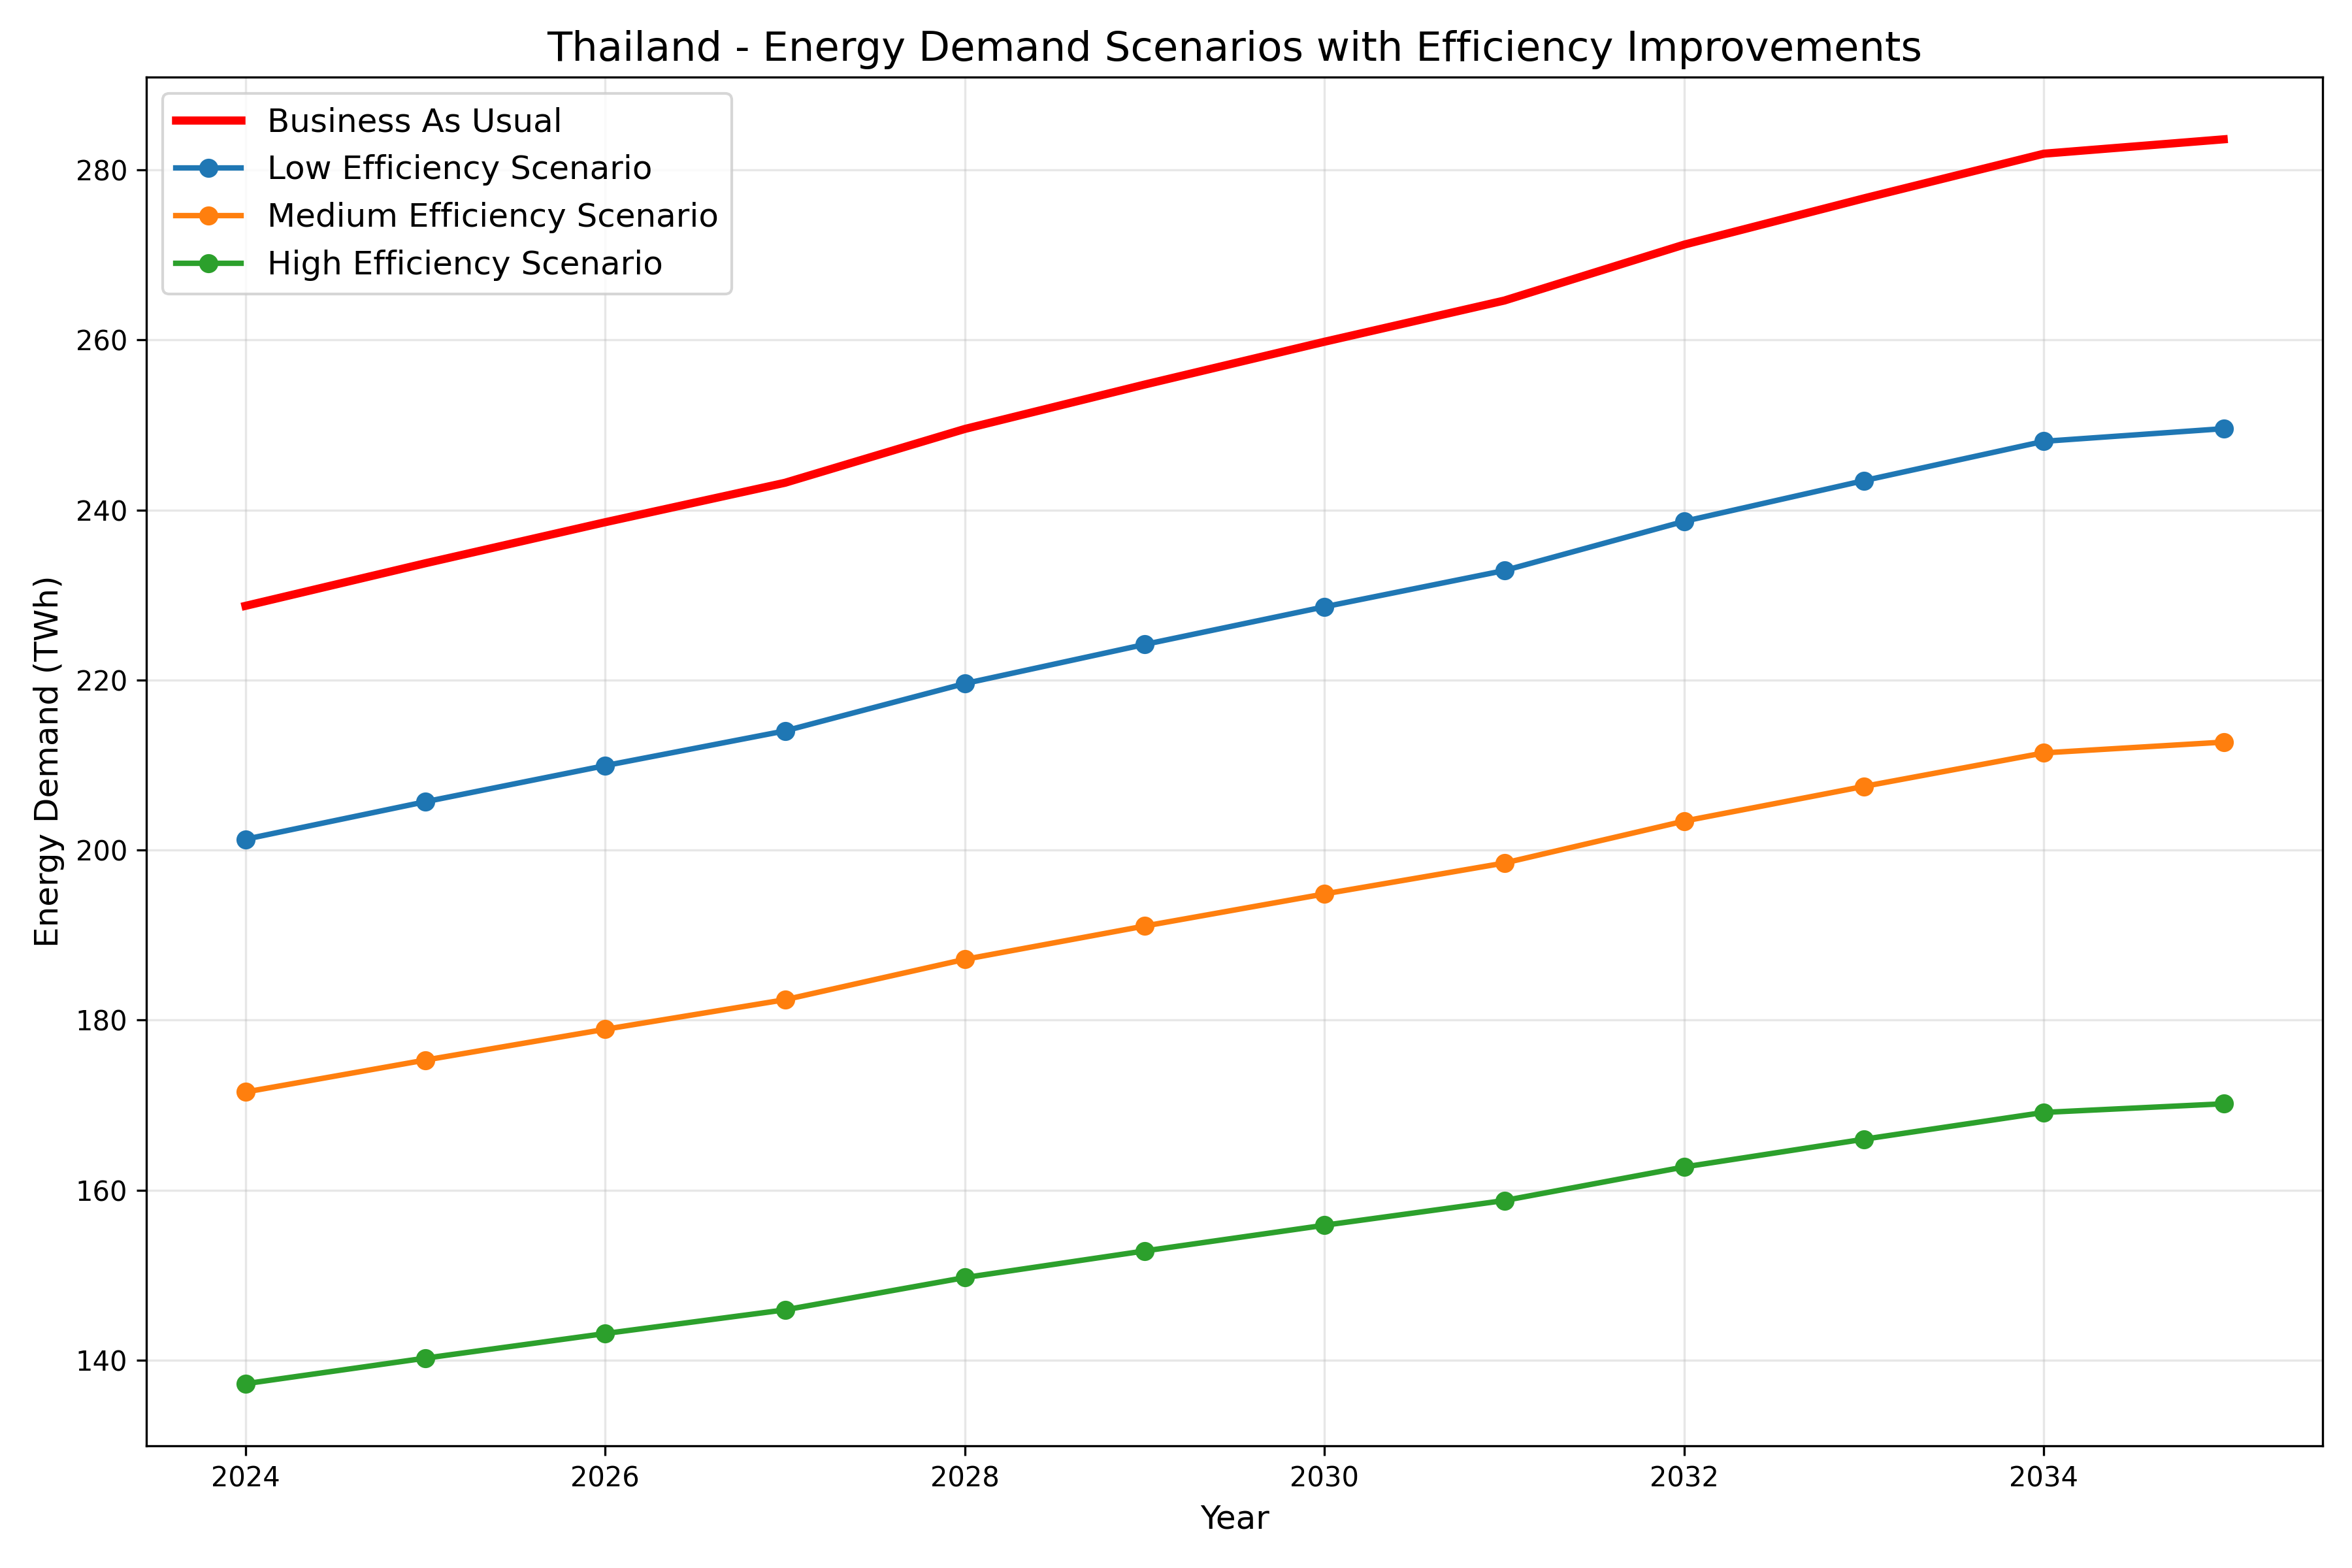 Thailand - Energy Demand Scenarios with Efficiency Improvements
Business As Usual
Low Efficiency Scenario
Medium Efficiency Scenario
High Efficiency Scenario
Energy Demand (TWh)
280
260
240
220
200
180
160
140
2024
2026
2028
2030
2032
2034
Year